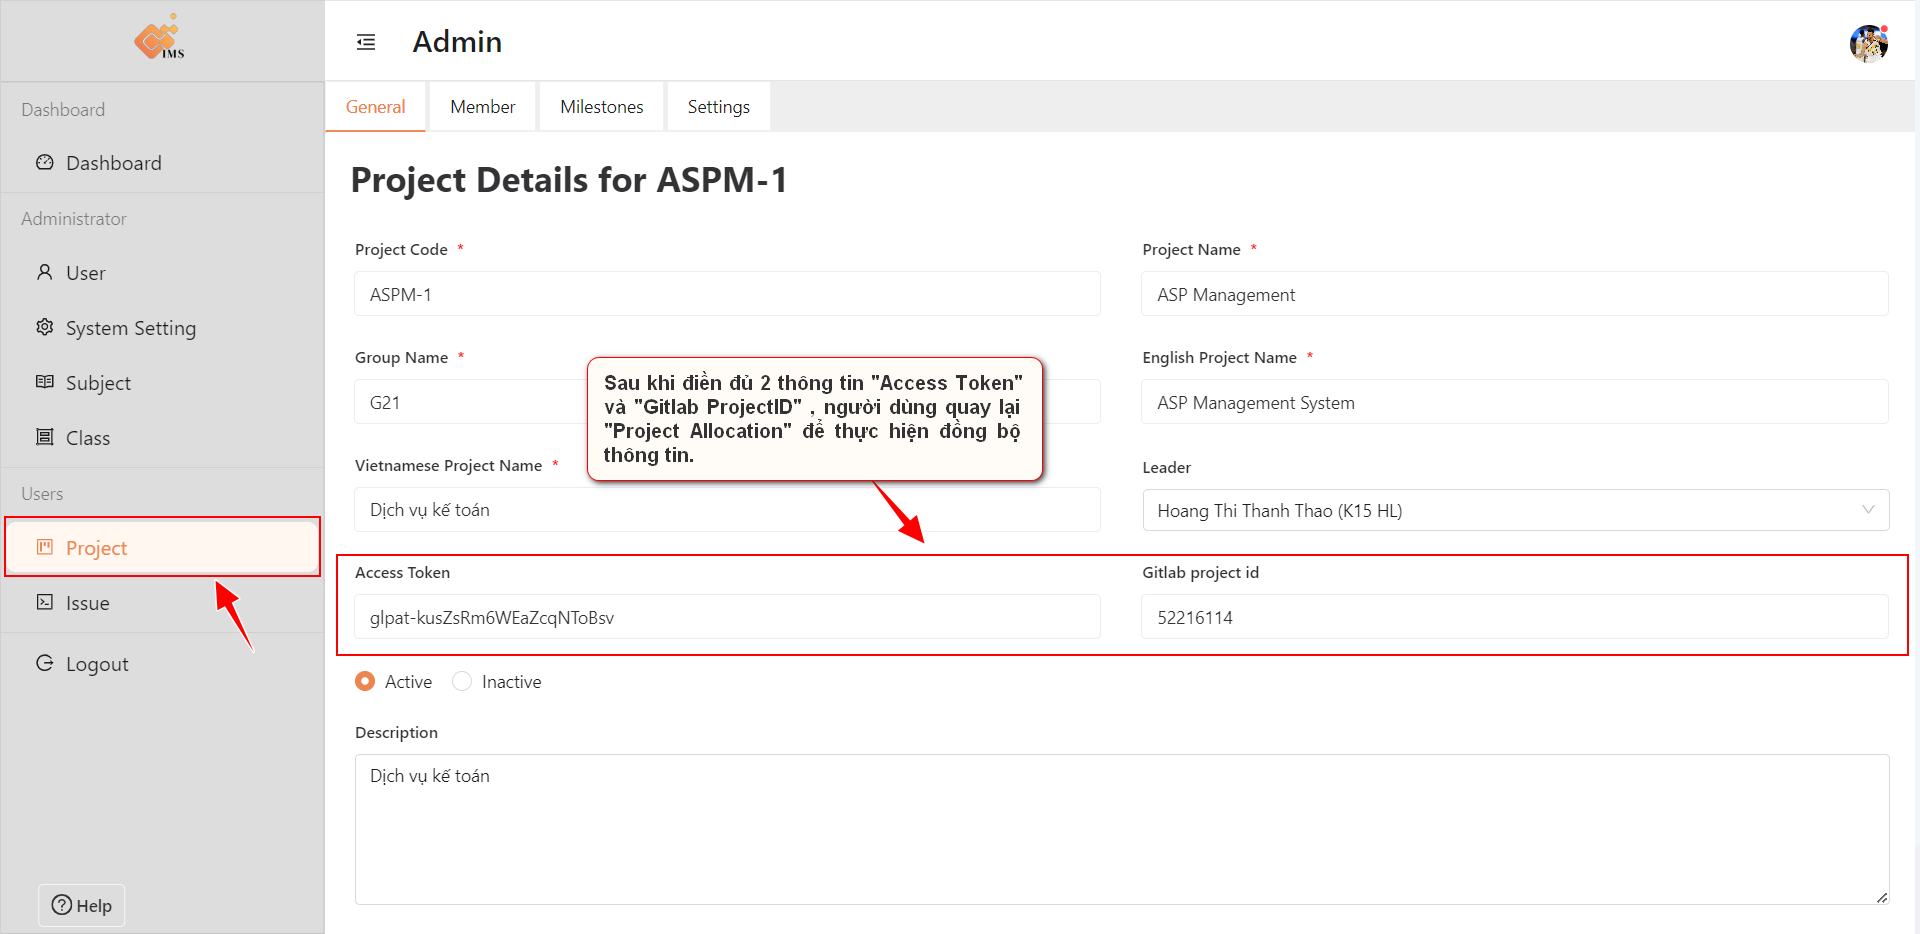 IMS
Admin
Dashboard
Dashboard
Administrator
User
System Setting
Subject
Class
Users
Project
Issue
Logout
Help
General Member Milestones Settings
Project Details for ASPM-1
Project Code * Project Name *
ASPM-1 ASP Management
Group Name * English Project Name *
G21 ASP Management System
Sau khi điền đủ 2 thông tin "Access Token"
và "Gitlab ProjectID" , người dùng quay lại
"Project Allocation" để thực hiện đồng bộ
thông tin.
Vietnamese Project Name * Leader
Dịch vụ kế toán Hoang Thi Thanh Thao (K15 HL)
Access Token Gitlab project id
glpat-kusZsRm6WEaZcqNToBsv 52216114
Active Inactive
Description
Dịch vụ kế toán